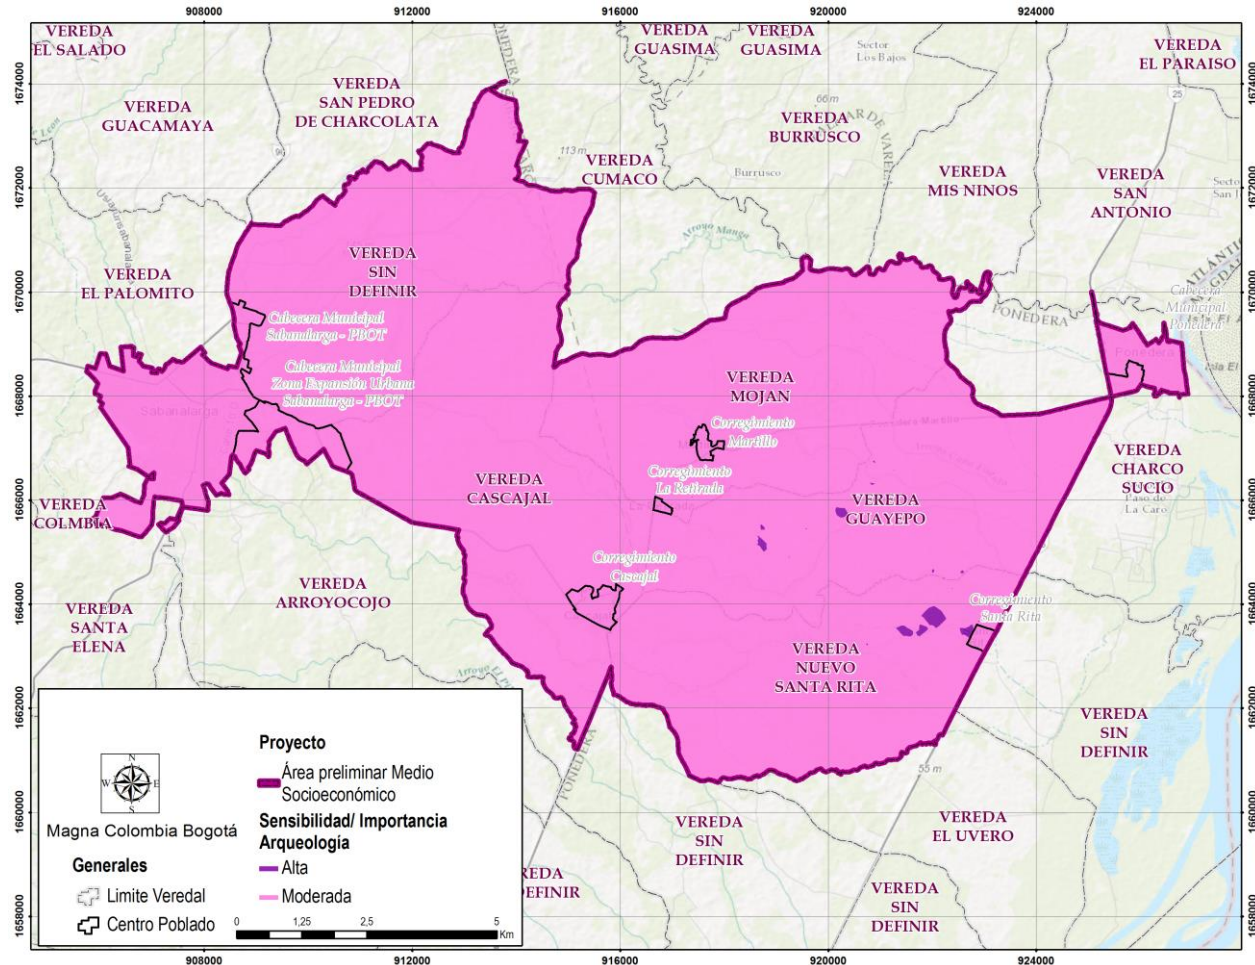 908000
912000
916000
920000
924000
VEREDA
EL SALADO
VEREDA
GUASIMA
VEREDA
GUASIMA
Sector
Los Bajos
VEREDA
EL PARAISO
1674000
1674000
VEREDA
SAN PEDRO
DE CHARCOLATA
VEREDA
GUACAMAYA
66 m
25
VEREDA
BURRUSCO
113 m
90
VEREDA
CUMACO
Burrusco
VEREDA
MIS NINOS
VEREDA
SAN
ANTONIO
1672000
1672000
Arroyo Mango
VEREDA
SIN
DEFINIR
VEREDA
EL PALOMITO
1670000
1670000
Cabecera
Municipal
Ponedera
PONEDERA
Cabecera Municipal
Sabanalarga - PBOT
Cabecera Municipal
Zona Expansión Urbana
Sabanalarga - PBOT
Ponedera
Isla El
1668000
1668000
VEREDA
MOJAN
Sabanalarga
Corregimiento
Martillo
VEREDA
CHARCO
SUCIO
Corregimiento
La Retirada
VEREDA
CASCAJAL
1666000
1666000
VEREDA
COLMBIA
VEREDA
GUAYEPO
Paso de
La Caro
Corregimiento
Cascajal
VEREDA
ARROYOCOJO
1664000
1664000
Corregimiento
Santa Rita
VEREDA
SANTA
ELENA
VEREDA
NUEVO
SANTA RITA
1662000
1662000
VEREDA
SIN
DEFINIR
PONEDERA
55 m
1660000
1660000
VEREDA
SIN
DEFINIR
VEREDA
EL UVERO
VEREDA
SIN
DEFINIR
1658000
1658000
N
W
E
S
Magna Colombia Bogotá
Generales
Limite Veredal
Centro Poblado
Proyecto
Área preliminar Medio
Socioeconómico
Sensibilidad/ Importancia
Arqueología
Alta
Moderada
0
1,25
2,5
5
Km
908000
912000
916000
920000
924000